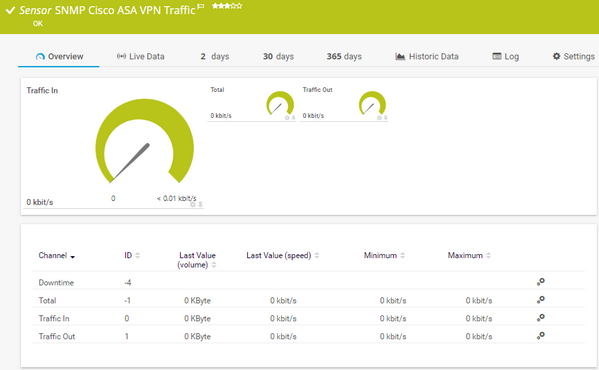 Sensor SNMP Cisco ASA VPN Traffic
OK
Overview Live Data 2 days 30 days 365 days Historic Data Log Settings
Traffic In Total Traffic Out
0 kbit/s 0 kbit/s
0 kbit/s 0 < 0.01 kbit/s
Channel ID Last Value (volume) Last Value (speed) Minimum Maximum
Downtime -4
Total -1 0 KByte 0 kbit/s 0 kbit/s 0 kbit/s
Traffic In 0 0 KByte 0 kbit/s 0 kbit/s 0 kbit/s
Traffic Out 1 0 KByte 0 kbit/s 0 kbit/s 0 kbit/s